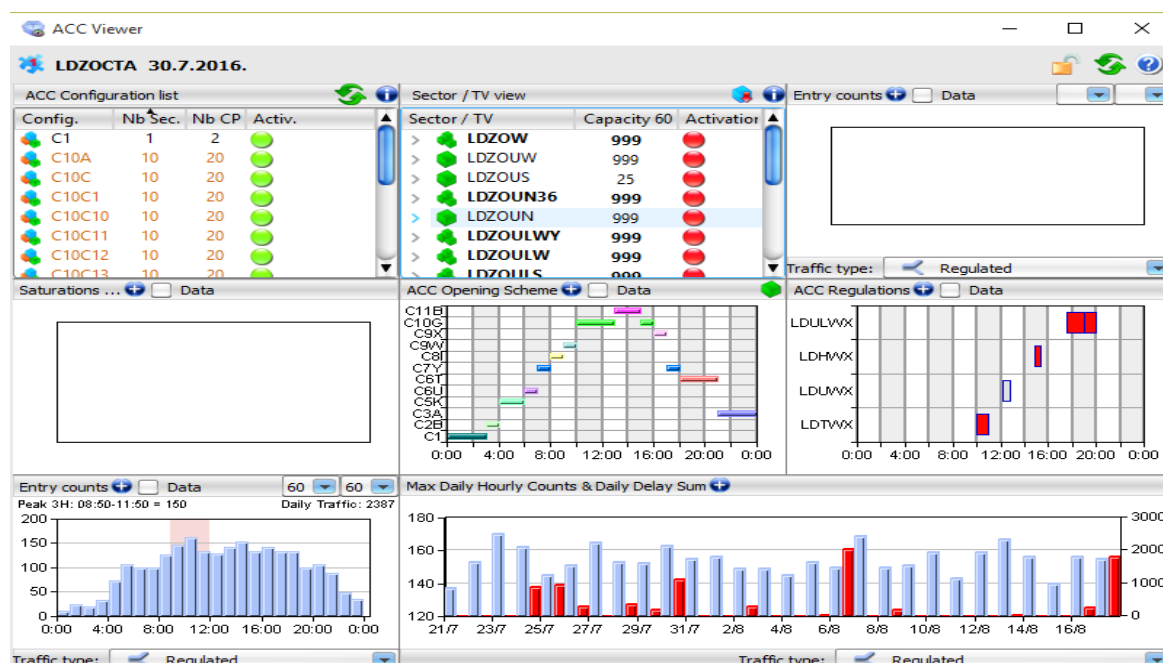 ACC Viewer
LDZOCTA 30.7.2016.
ACC Configuration list
Config. Nb Sec. Nb CP Activ.
C1 1 2
C10A 10 20
C10C 10 20
C10C1 10 20
C10C10 10 20
C10C11 10 20
C10C12 10 20
C10C13 10 20
Sector / TV view
Sector / TV Capacity 60 Activation
LDZOW 999
LDZOUW 999
LDZOUS 25
LDZOUN36 999
LDZOUN 999
LDZOULWY 999
LDZOULW 999
LDZOULS 999
Entry counts Data
Traffic type: Regulated
Saturations ... Data
ACC Opening Scheme Data
C11B
C10G
C9X
C9W
C8I
C7Y
C6T
C6U
C5K
C3A
C2B
C1
0:00 4:00 8:00 12:00 16:00 20:00 0:00
ACC Regulations Data
LDULWX
LDHWX
LDUWX
LDTWX
0:00 4:00 8:00 12:00 16:00 20:00 0:00
Entry counts Data 60 60
Peak 3H: 08:50-11:50 = 150 Daily Traffic: 2387
200
150
100
50
0
0:00 4:00 8:00 12:00 16:00 20:00 0:00
Traffic type: Regulated
Max Daily Hourly Counts & Daily Delay Sum
180 3000
160 2000
140 1000
120 0
21/7 23/7 25/7 27/7 29/7 31/7 2/8 4/8 6/8 8/8 10/8 12/8 14/8 16/8
Traffic type: Regulated